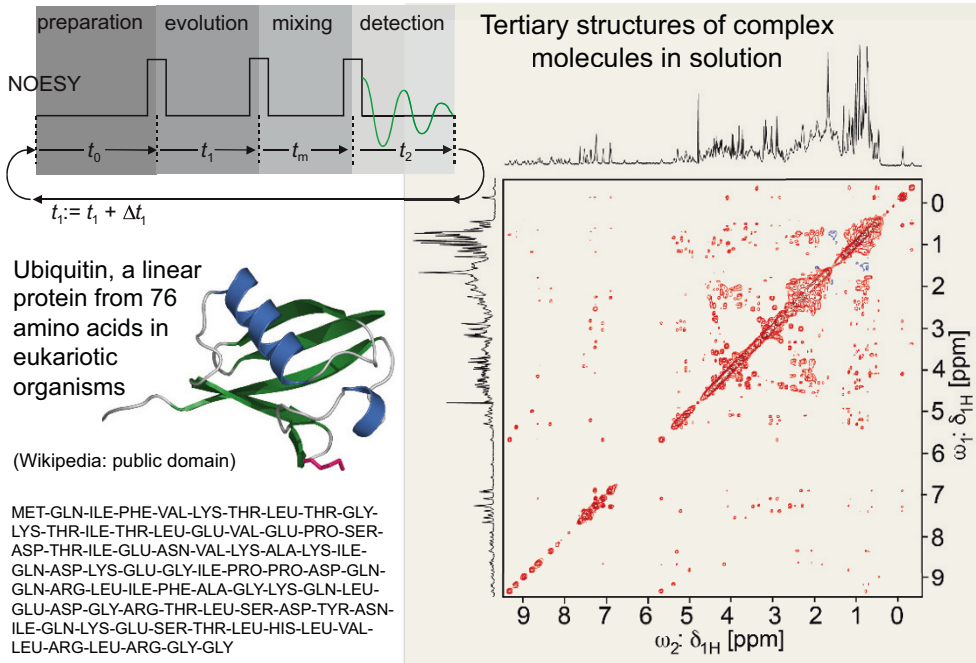 preparation evolution mixing detection
NOESY
t0 t1 tm t2
t1:= t1 + Δt1
Ubiquitin, a linear
protein from 76
amino acids in
eukariotic
organisms
(Wikipedia: public domain)
MET-GLN-ILE-PHE-VAL-LYS-THR-LEU-THR-GLY-
LYS-THR-ILE-THR-LEU-GLU-VAL-GLU-PRO-SER-
ASP-THR-ILE-GLU-ASN-VAL-LYS-ALA-LYS-ILE-
GLN-ASP-LYS-GLU-GLY-ILE-PRO-PRO-ASP-GLN-
GLN-ARG-LEU-ILE-PHE-ALA-GLY-LYS-GLN-LEU-
GLU-ASP-GLY-ARG-THR-LEU-SER-ASP-TYR-ASN-
ILE-GLN-LYS-GLU-SER-THR-LEU-HIS-LEU-VAL-
LEU-ARG-LEU-ARG-GLY-GLY
Tertiary structures of complex
molecules in solution
0
1
2
3
4
5
6
7
8
9
ω1: δ1H [ppm]
9 8 7 6 5 4 3 2 1 0
ω2: δ1H [ppm]